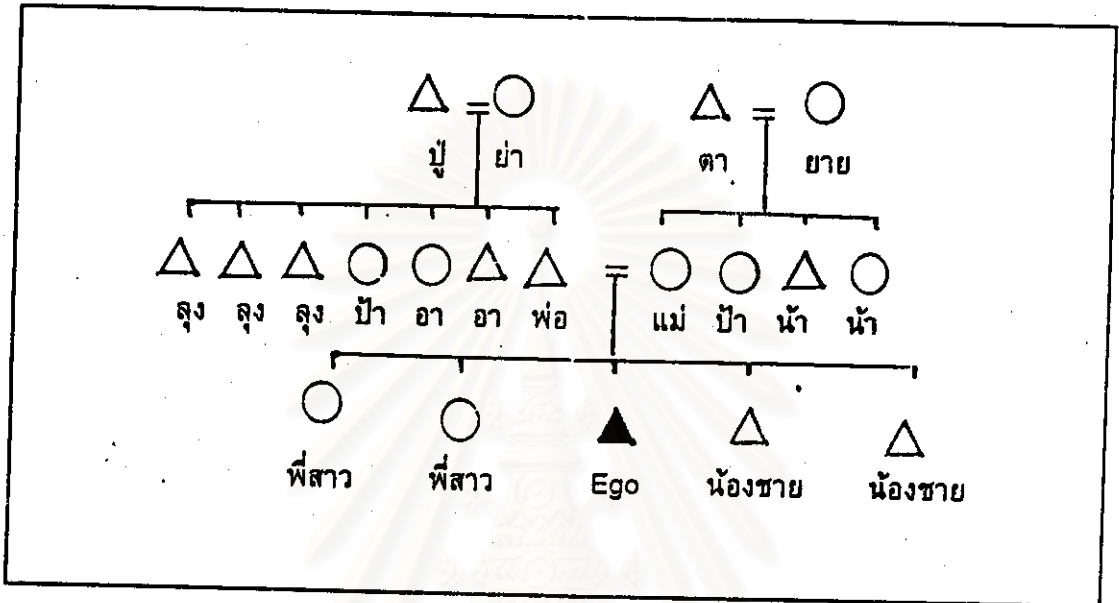 ปู่ ย่า ตา ยาย
ลุง ลุง ลุง ป้า อา อา พ่อ แม่ ป้า น้า น้า
พี่สาว พี่สาว Ego น้องชาย น้องชาย